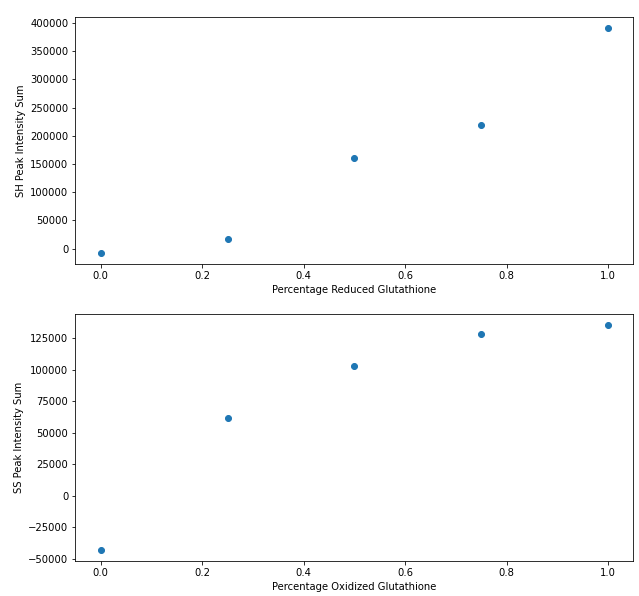 400000
350000
300000
250000
200000
150000
100000
50000
0
SH Peak Intensity Sum
0.0 0.2 0.4 0.6 0.8 1.0
Percentage Reduced Glutathione
125000
100000
75000
50000
25000
0
−25000
−50000
SS Peak Intensity Sum
0.0 0.2 0.4 0.6 0.8 1.0
Percentage Oxidized Glutathione